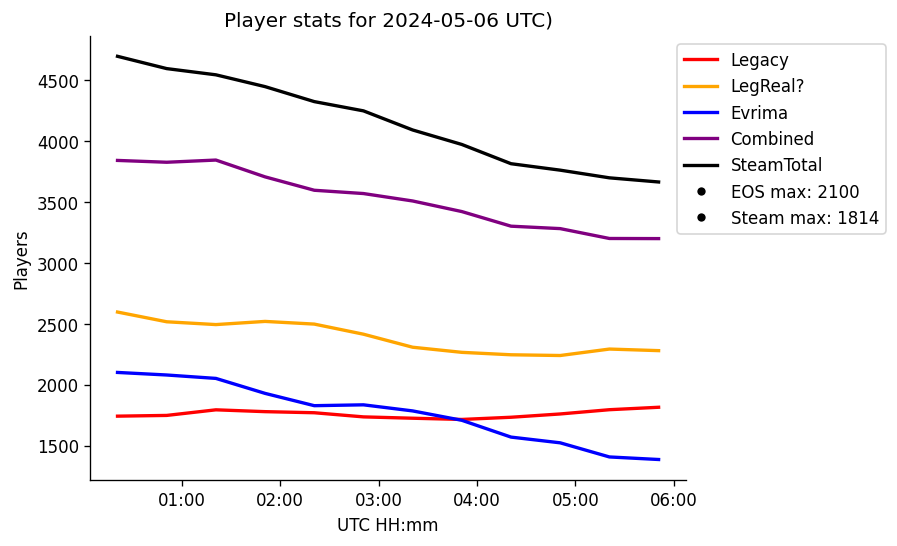 Player stats for 2024-05-06 UTC)
Legacy
LegReal?
Evrima
Combined
SteamTotal
EOS max: 2100
Steam max: 1814
Players
4500
4000
3500
3000
2500
2000
1500
01:00
02:00
03:00
04:00
05:00
06:00
UTC HH:mm